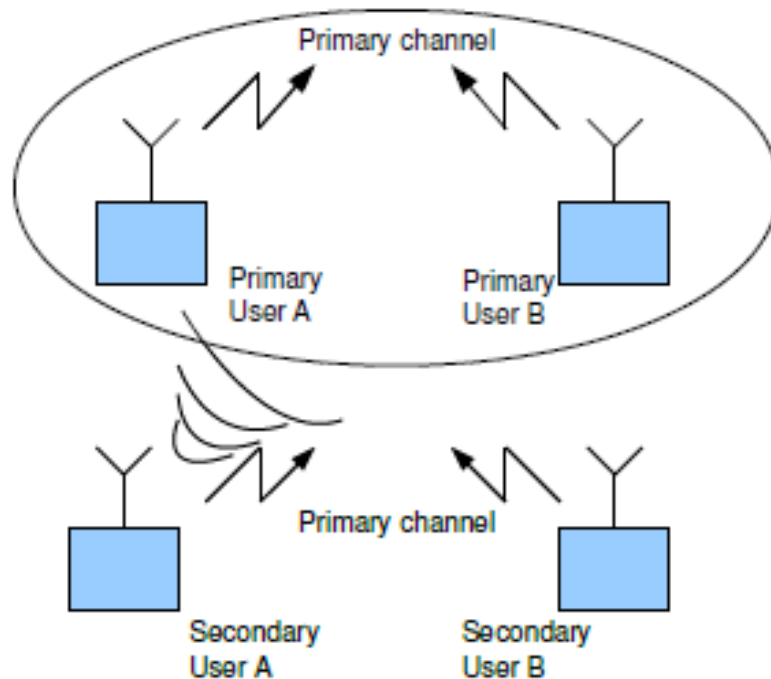 Primary channel
Primary
User A
Primary
User B
Primary channel
Secondary
User A
Secondary
User B